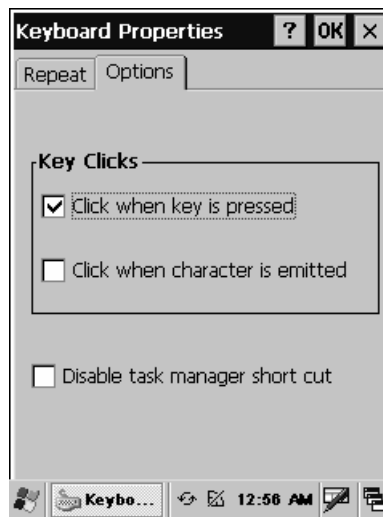 Keyboard Properties ? OK ×
Repeat Options
Key Clicks
Click when key is pressed
Click when character is emitted
Disable task manager short cut
Keybo... 12:56 AM